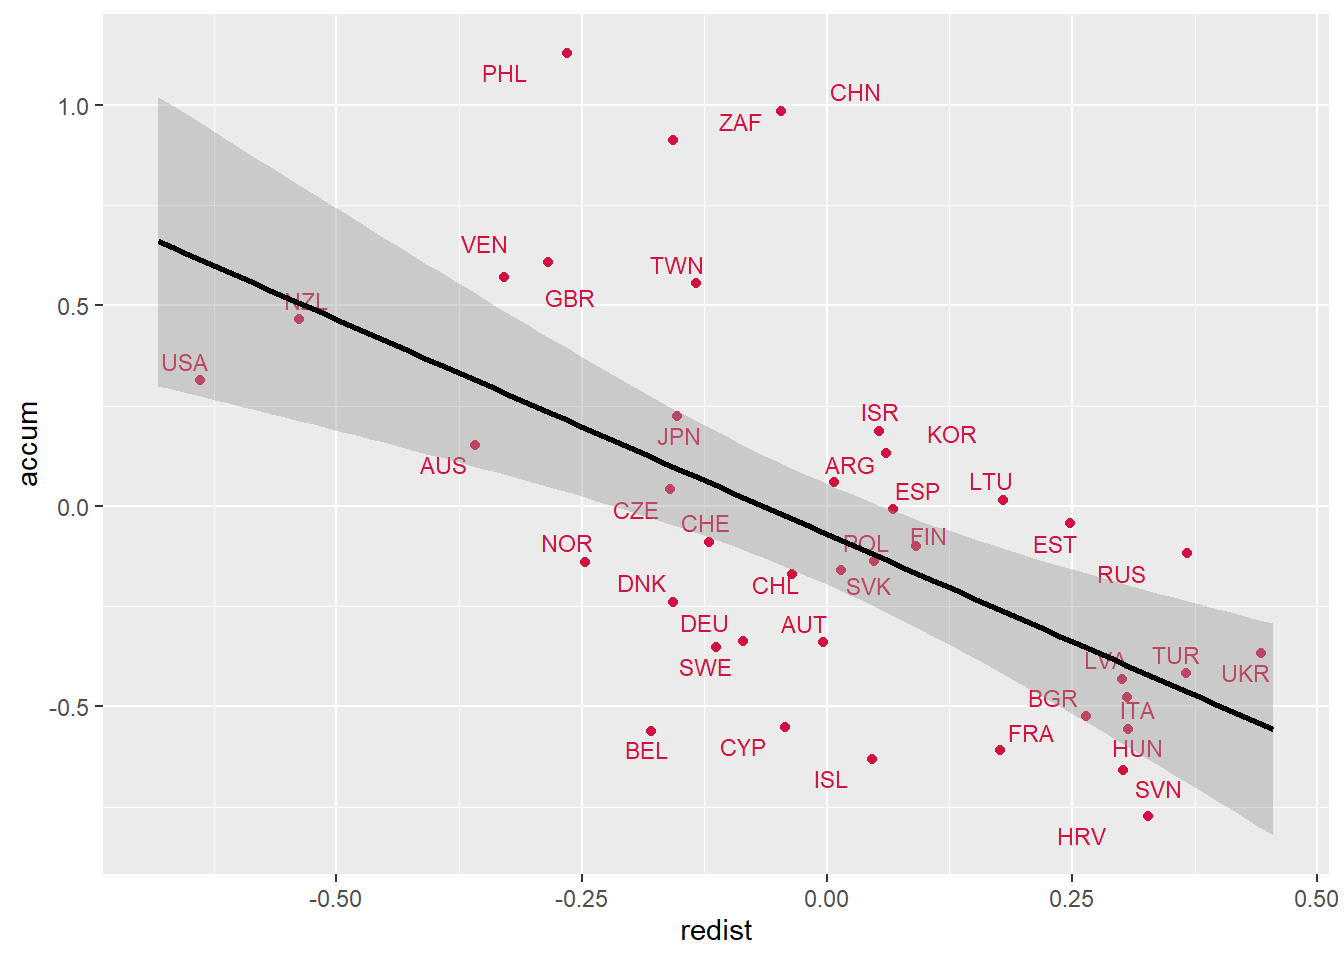 PHL
CHN
1.0
ZAF
VEN
TWN
GBR
0.5
NZL
USA
accum
ISR
KOR
JPN
AUS
ARG
LTU
ESP
0.0
CZE
CHE
NOR
POL
FIN
EST
DNK
CHL
SVK
RUS
DEU
AUT
SWE
LVA
TUR
UKR
-0.5
BGR
ITA
BEL
CYP
FRA
HUN
ISL
SVN
HRV
-0.50
-0.25
0.00
0.25
0.50
redist